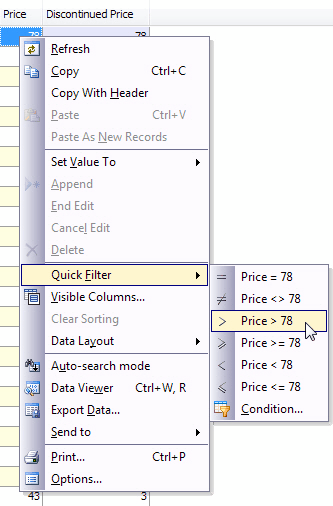 Price Discontinued Price
78 78
Refresh
Copy Ctrl+C
Copy With Header
Paste Ctrl+V
Paste As New Records
Set Value To
Append
End Edit
Cancel Edit
Delete
Quick Filter
Visible Columns...
Clear Sorting
Data Layout
Auto-search mode
Data Viewer Ctrl+W, R
Export Data...
Send to
Print... Ctrl+P
Options...
Price = 78
Price <> 78
Price > 78
Price >= 78
Price < 78
Price <= 78
Condition...
43 3